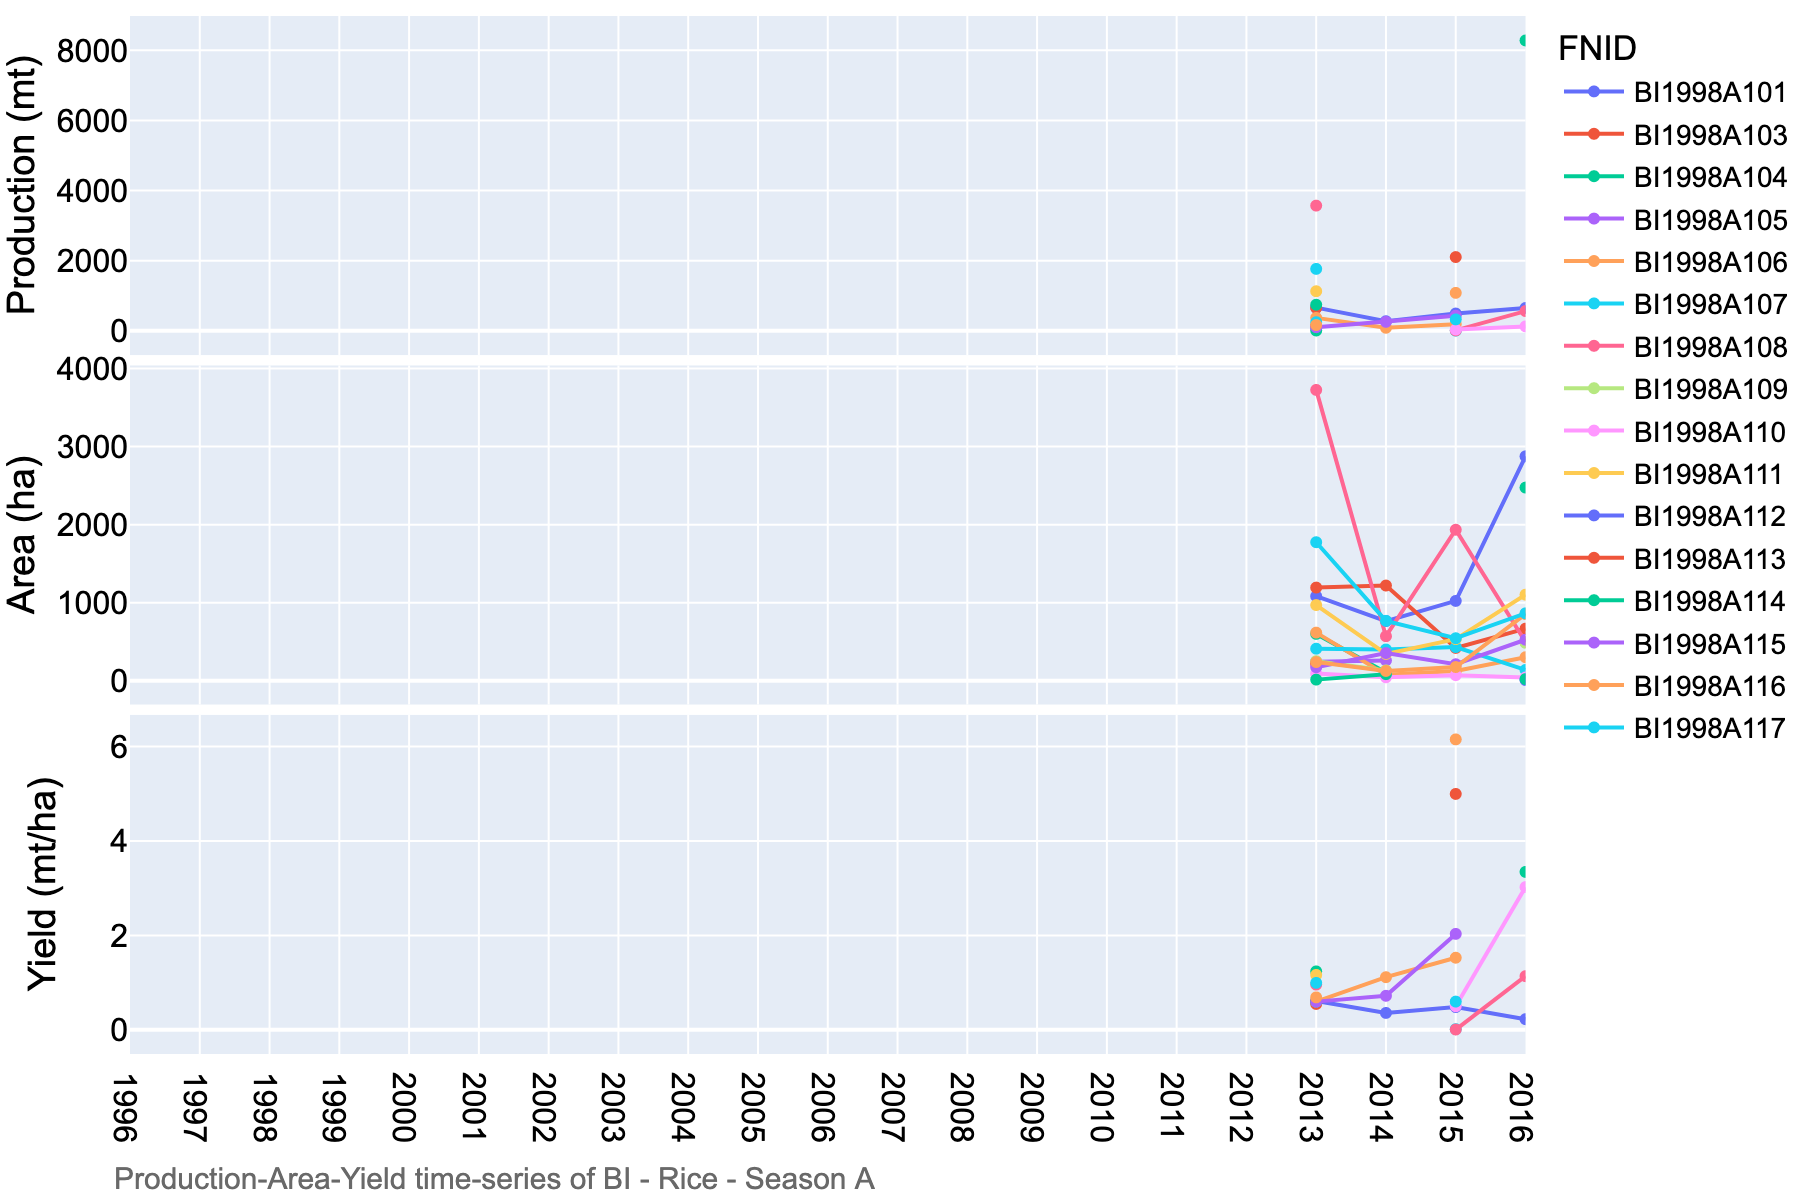 Production (mt)
8000
6000
4000
2000
0
Area (ha)
4000
3000
2000
1000
0
Yield (mt/ha)
6
4
2
0
1996
1997
1998
1999
2000
2001
2002
2003
2004
2005
2006
2007
2008
2009
2010
2011
2012
2013
2014
2015
2016
Production-Area-Yield time-series of BI - Rice - Season A
FNID
BI1998A101
BI1998A103
BI1998A104
BI1998A105
BI1998A106
BI1998A107
BI1998A108
BI1998A109
BI1998A110
BI1998A111
BI1998A112
BI1998A113
BI1998A114
BI1998A115
BI1998A116
BI1998A117